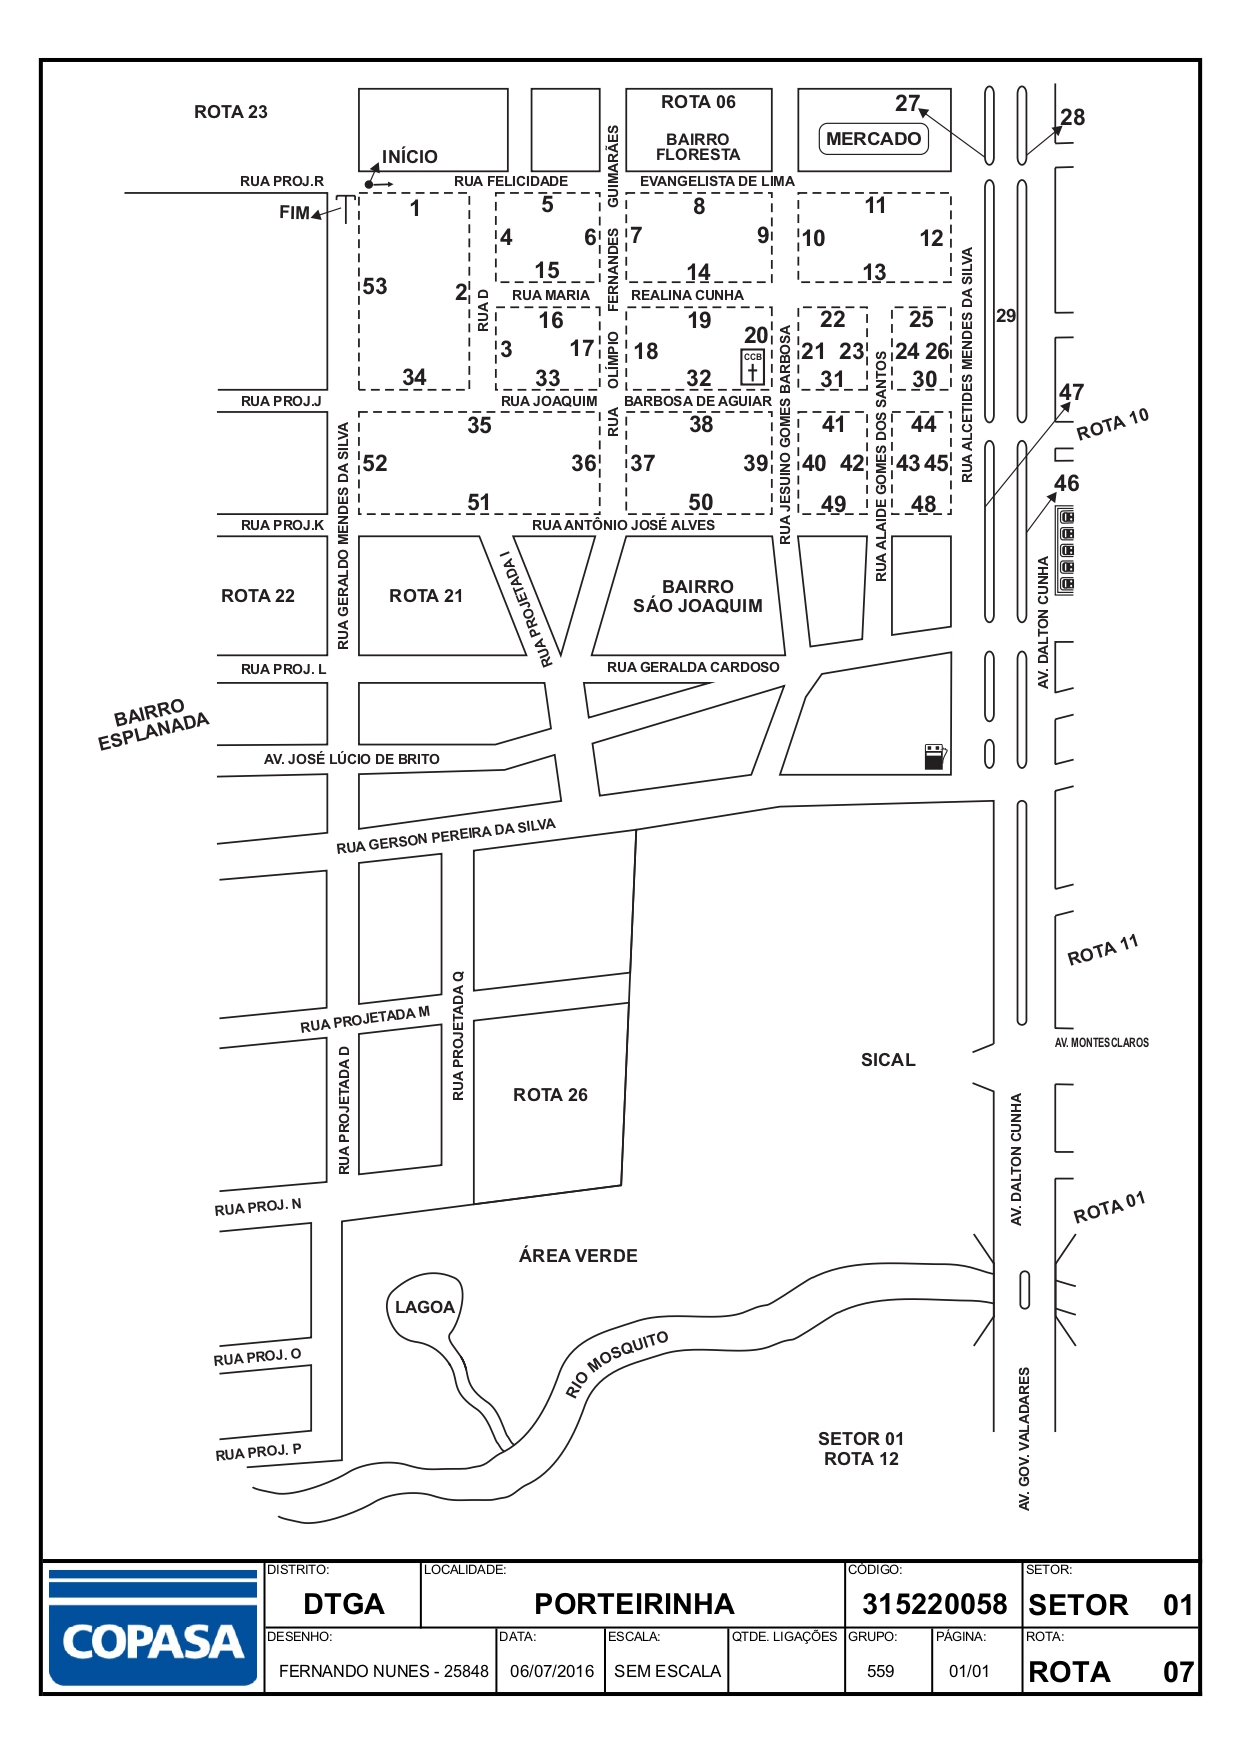 ROTA 23
ROTA 06
BAIRRO
FLORESTA
MERCADO
27
28
INÍCIO
FIM
RUA PROJ.R
RUA FELICIDADE
EVANGELISTA DE LIMA
GUIMARÃES
FERNANDES
OLÍMPIO
RUA
1
5
8
11
4
6
7
9
10
12
53
2
15
14
13
RUA D
RUA MARIA
REALINA CUNHA
29
16
19
20
22
25
3
17
18
CCB
21
23
24
26
34
33
32
31
30
RUA PROJ.J
RUA JOAQUIM
BARBOSA DE AGUIAR
RUA JESUINO GOMES BARBOSA
RUA ALAIDE GOMES DOS SANTOS
RUA ALCETIDES MENDES DA SILVA
47
ROTA 10
35
38
41
44
52
36
37
39
40
42
43
45
46
51
50
49
48
RUA PROJ.K
RUA ANTÔNIO JOSÉ ALVES
RUA GERALDO MENDES DA SILVA
RUA PROJETADA I
ROTA 22
ROTA 21
BAIRRO
SÁO JOAQUIM
AV. DALTON CUNHA
RUA PROJ. L
RUA GERALDA CARDOSO
BAIRRO
ESPLANADA
AV. JOSÉ LÚCIO DE BRITO
RUA GERSON PEREIRA DA SILVA
ROTA 11
RUA PROJETADA M
RUA PROJETADA Q
RUA PROJETADA D
AV. MONTES CLAROS
SICAL
ROTA 26
AV. DALTON CUNHA
RUA PROJ. N
ROTA 01
ÁREA VERDE
LAGOA
RIO MOSQUITO
RUA PROJ. O
RUA PROJ. P
AV. GOV. VALADARES
SETOR 01
ROTA 12
COPASA
DISTRITO:
DTGA
LOCALIDADE:
PORTEIRINHA
CÓDIGO:
315220058
SETOR:
SETOR 01
DESENHO:
FERNANDO NUNES - 25848
DATA:
06/07/2016
ESCALA:
SEM ESCALA
QTDE. LIGAÇÕES
GRUPO:
559
PÁGINA:
01/01
ROTA:
ROTA 07